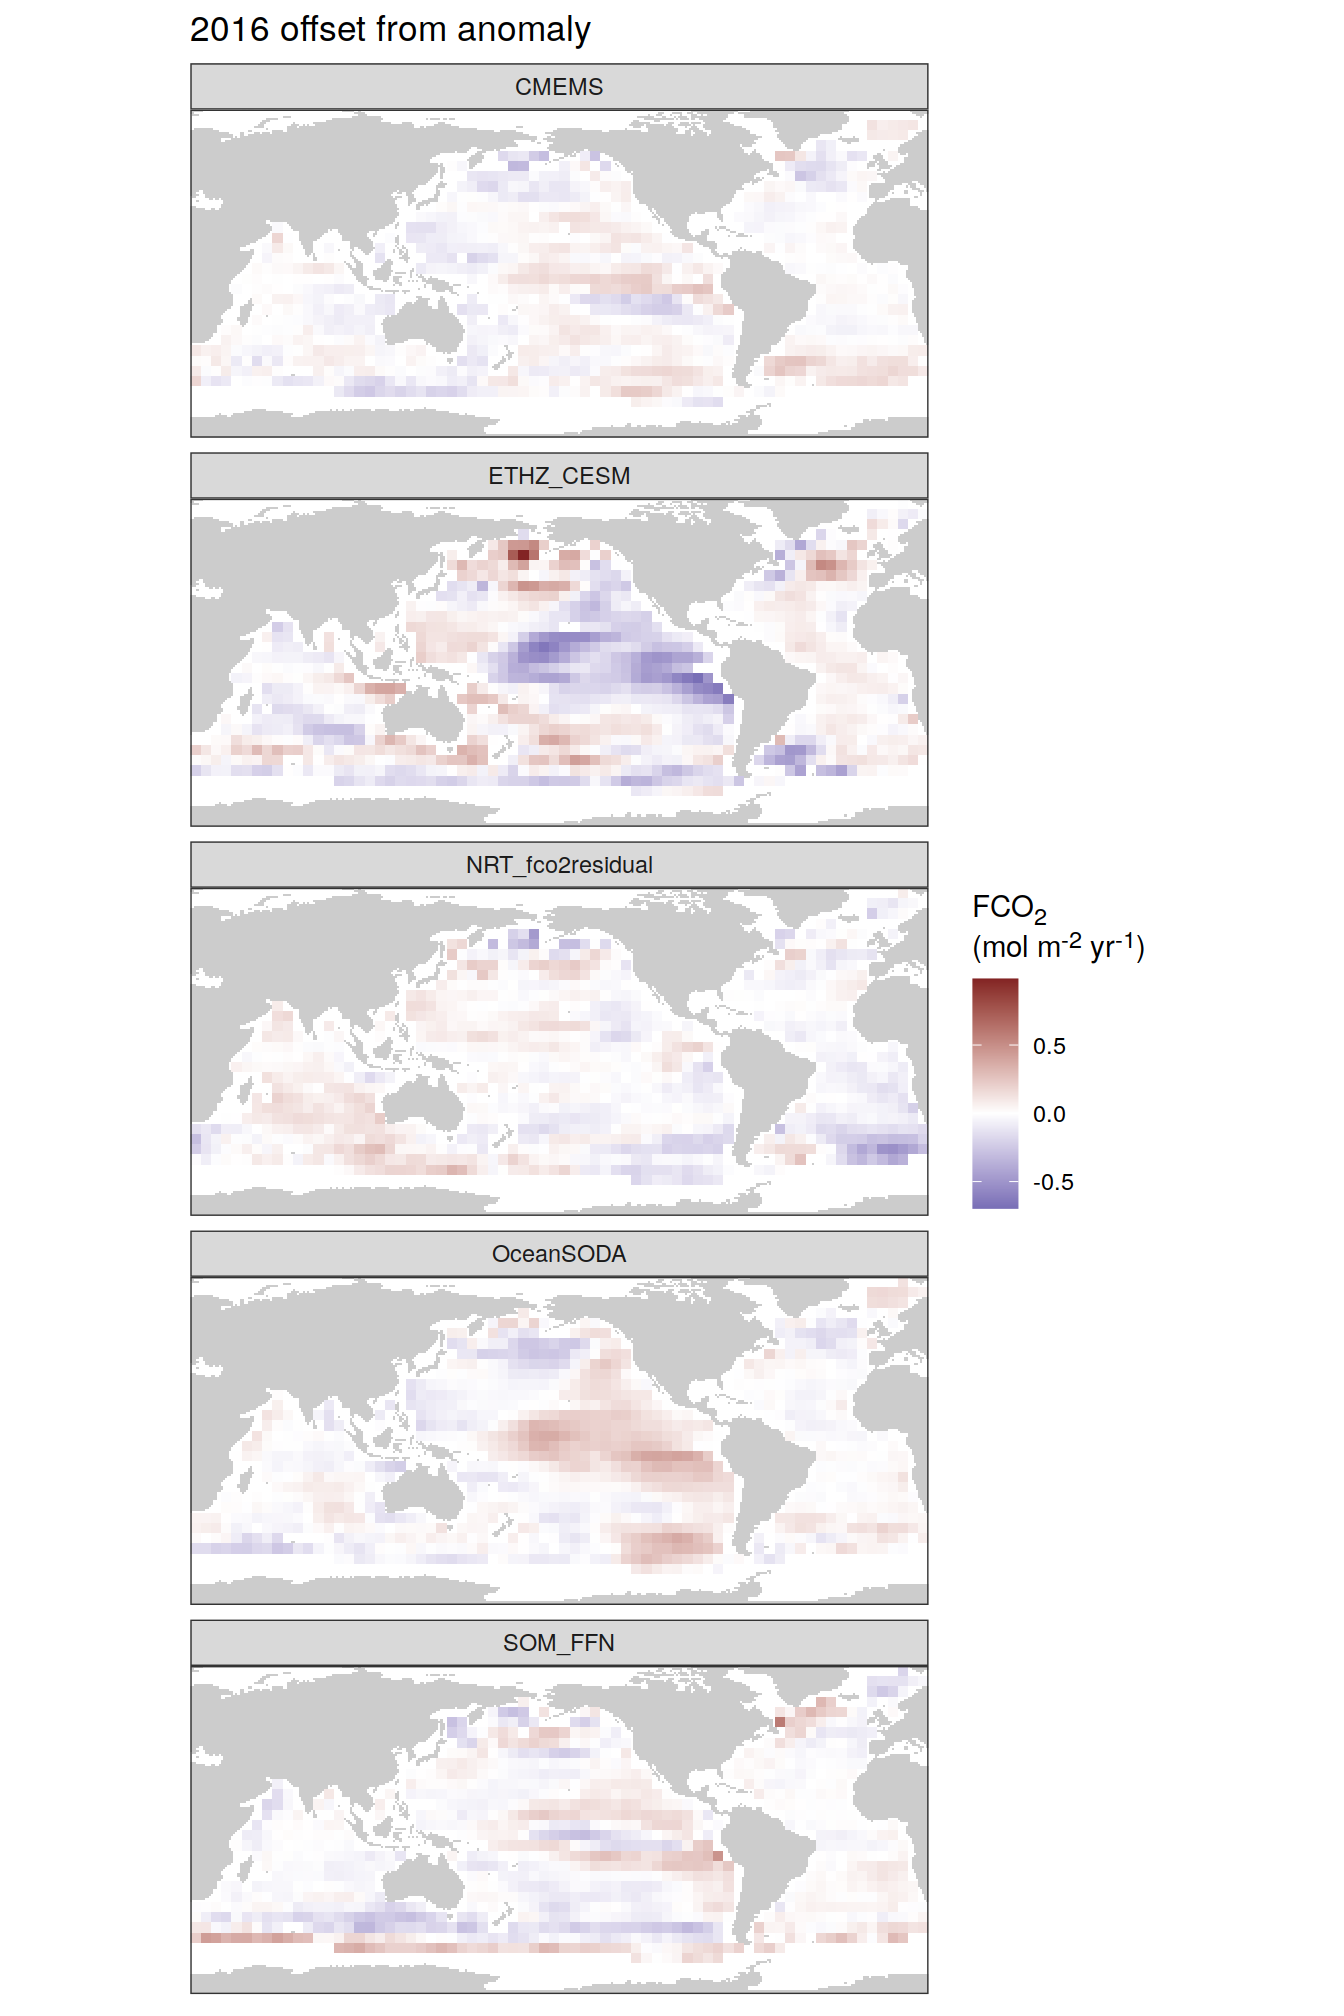 2016 offset from anomaly
CMEMS
ETHZ_CESM
NRT_fco2residual
FCO₂
(mol m⁻² yr⁻¹)
0.5
0.0
-0.5
OceanSODA
SOM_FFN